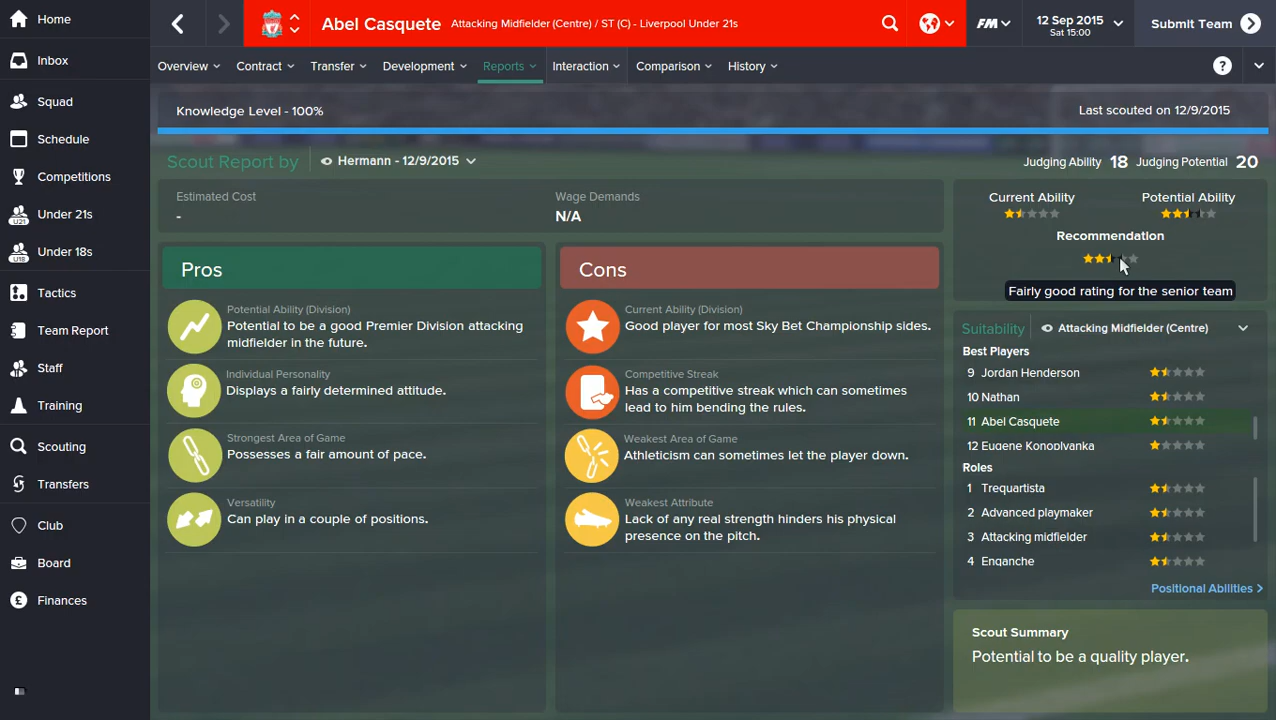 Home
Inbox
Squad
Schedule
Competitions
U21
Under 21s
U18
Under 18s
Tactics
Team Report
Staff
Training
Scouting
Transfers
Club
Board
£
Finances
Abel Casquete
Attacking Midfielder (Centre) / ST (C) - Liverpool Under 21s
FM
12 Sep 2015
Sat 15:00
Submit Team
Overview
Contract
Transfer
Development
Reports
Interaction
Comparison
History
?
Knowledge Level - 100%
Last scouted on 12/9/2015
Scout Report by
Hermann - 12/9/2015
Judging Ability 18 Judging Potential 20
Estimated Cost
-
Wage Demands
N/A
Current Ability
Potential Ability
Recommendation
Fairly good rating for the senior team
Pros
Potential Ability (Division)
Potential to be a good Premier Division attacking
midfielder in the future.
Individual Personality
Displays a fairly determined attitude.
Strongest Area of Game
Possesses a fair amount of pace.
Versatility
Can play in a couple of positions.
Cons
Current Ability (Division)
Good player for most Sky Bet Championship sides.
Competitive Streak
Has a competitive streak which can sometimes
lead to him bending the rules.
Weakest Area of Game
Athleticism can sometimes let the player down.
Weakest Attribute
Lack of any real strength hinders his physical
presence on the pitch.
Suitability
Attacking Midfielder (Centre)
Best Players
9 Jordan Henderson
10 Nathan
11 Abel Casquete
12 Eugene Konoplyanka
Roles
1 Trequartista
2 Advanced playmaker
3 Attacking midfielder
4 Enganche
Positional Abilities >
Scout Summary
Potential to be a quality player.